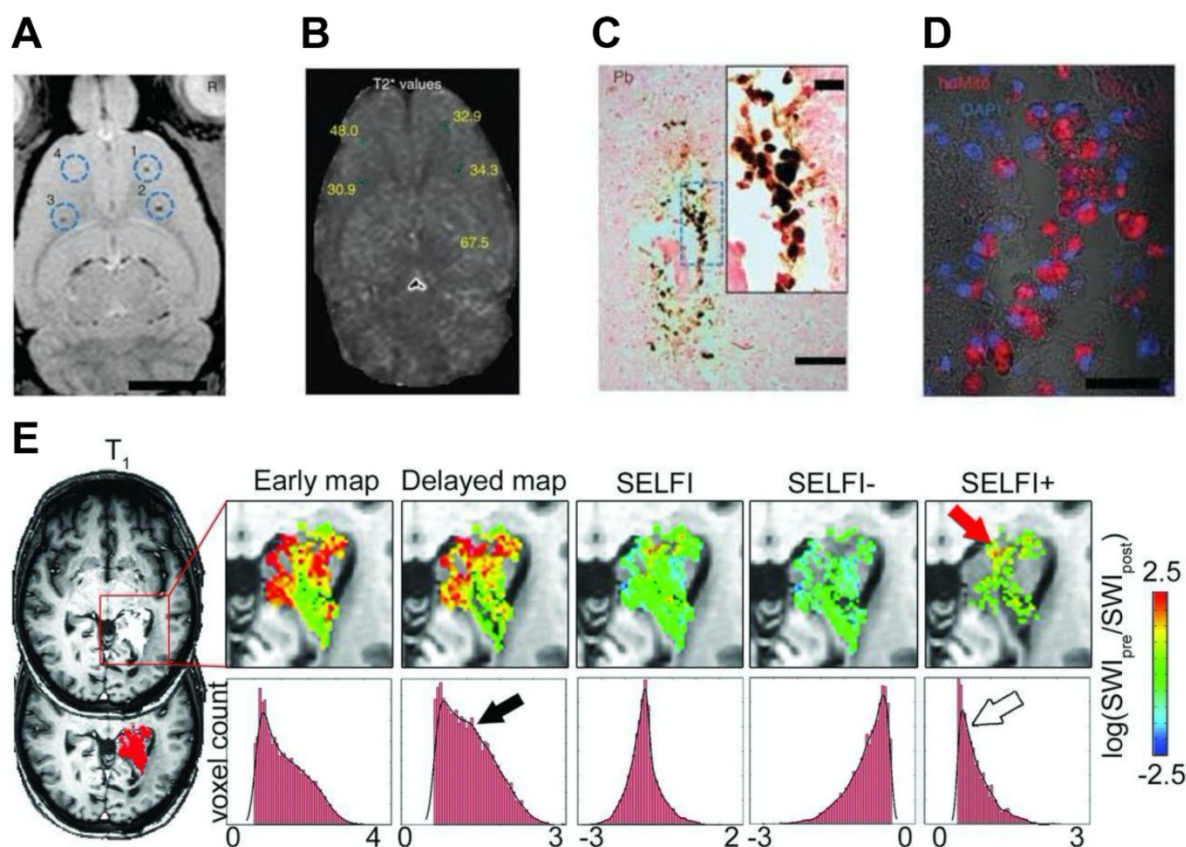 A
B
C
D
R
4
1
2
3
T2* values
48.0
32.9
34.3
30.9
67.5
Pb
hdMito
DAPI
E
T1
Early map
Delayed map
SELFI
SELFI-
SELFI+
voxel count
0 4
0 3
-3 2
-3 0
0 3
2.5
-2.5
log(SWIpre/SWIpost)